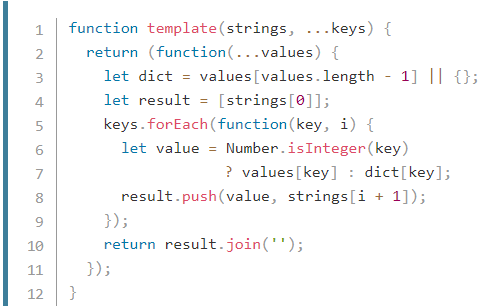 1 function template(strings, ...keys) {
2   return (function(...values) {
3     let dict = values[values.length - 1] || {};
4     let result = [strings[0]];
5     keys.forEach(function(key, i) {
6       let value = Number.isInteger(key)
7                   ? values[key] : dict[key];
8       result.push(value, strings[i + 1]);
9     });
10     return result.join('');
11   });
12 }